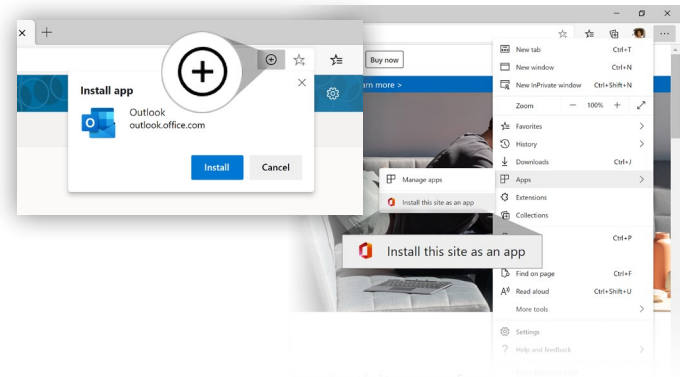 Install app
Outlook
outlook.office.com
Install
Cancel
Buy now
rn more >
New tab Ctrl+T
New window Ctrl+N
New InPrivate window Ctrl+Shift+N
Zoom 100%
Favorites
History
Downloads Ctrl+J
Apps
Manage apps
Install this site as an app
Extensions
Collections
Ctrl+P
Install this site as an app
Find on page Ctrl+F
Read aloud Ctrl+Shift+U
More tools
Settings
Help and feedback